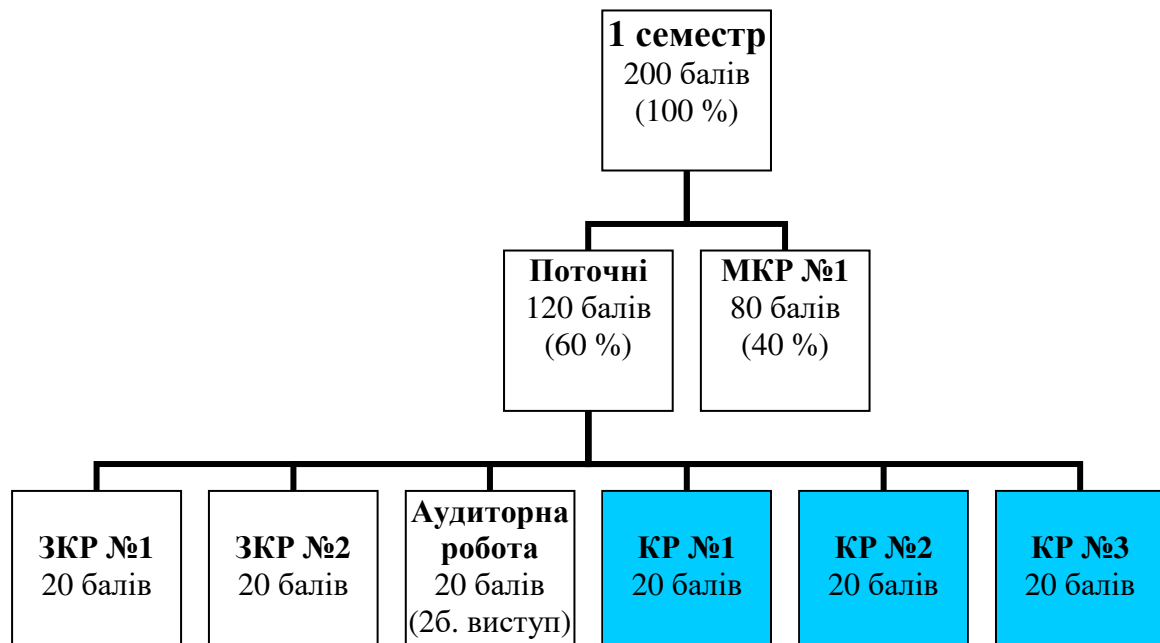 1 семестр
200 балів
(100 %)
Поточні
120 балів
(60 %)
МКР №1
80 балів
(40 %)
ЗКР №1
20 балів
ЗКР №2
20 балів
Аудиторна
робота
20 балів
(2б. виступ)
КР №1
20 балів
КР №2
20 балів
КР №3
20 балів